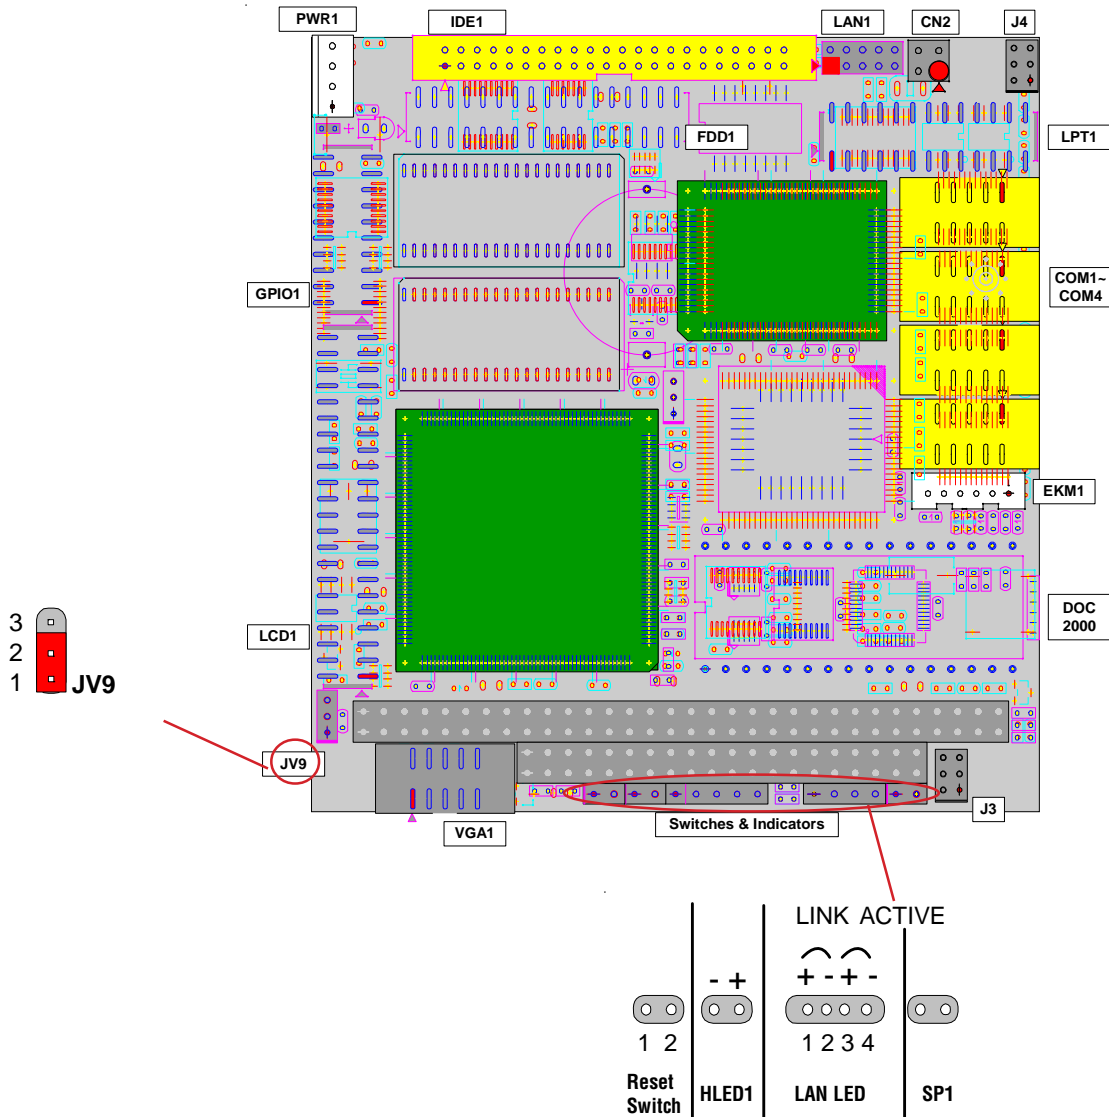 PWR1
IDE1
LAN1
CN2
J4
FDD1
LPT1
GPIO1
COM1~
COM4
EKM1
DOC
2000
LCD1
3
2
1
JV9
JV9
VGA1
Switches & Indicators
J3
LINK ACTIVE
- +
+ - + -
1 2
1 2 3 4
Reset
Switch
HLED1
LAN LED
SP1